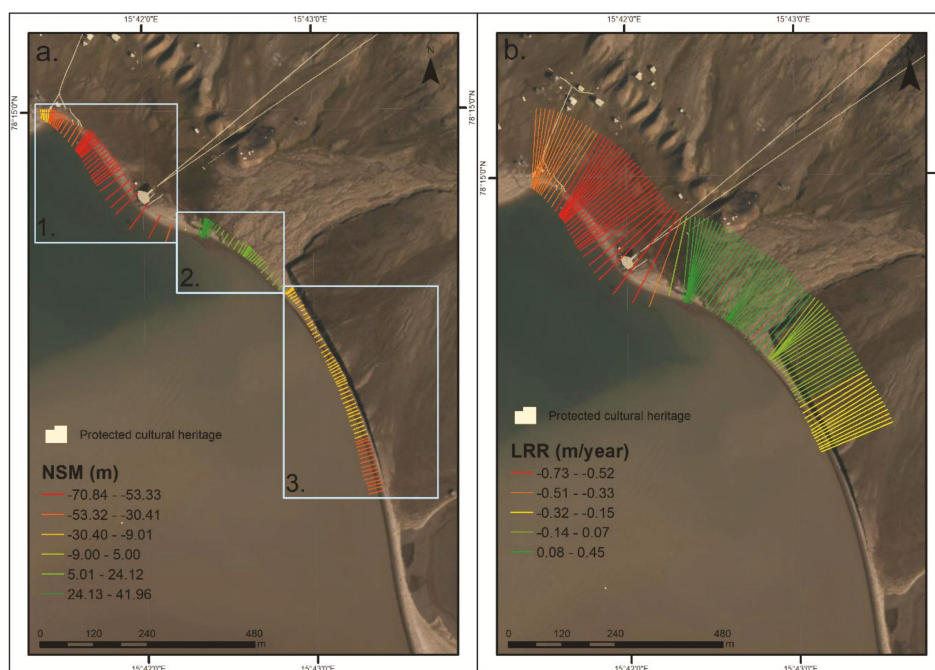 15°42'0"E
15°43'0"E
15°42'0"E
15°43'0"E
a.
N
78°15'0"N
78°15'0"N
1.
2.
3.
Protected cultural heritage
NSM (m)
-70.84 - -53.33
-53.32 - -30.41
-30.40 - -9.01
-9.00 - 5.00
5.01 - 24.12
24.13 - 41.96
0 120 240 480
m
15°42'0"E
15°43'0"E
b.
N
78°15'0"N
Protected cultural heritage
LRR (m/year)
-0.73 - -0.52
-0.51 - -0.33
-0.32 - -0.15
-0.14 - 0.07
0.08 - 0.45
0 120 240 480
m
15°42'0"E
15°43'0"E